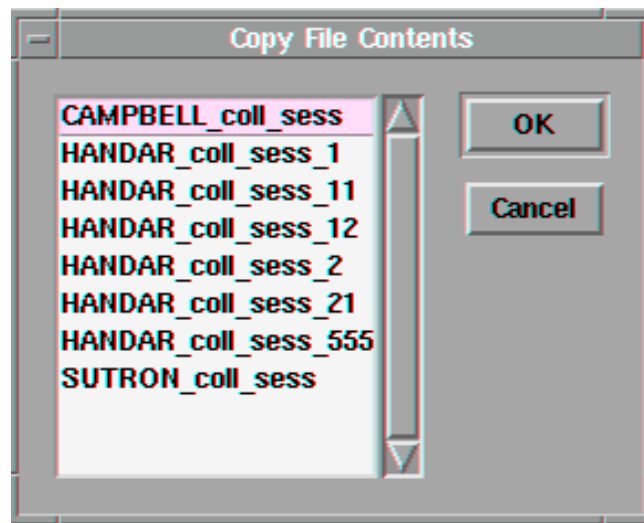 Copy File Contents
CAMPBELL_coll_sess
HANDAR_coll_sess_1
HANDAR_coll_sess_11
HANDAR_coll_sess_12
HANDAR_coll_sess_2
HANDAR_coll_sess_21
HANDAR_coll_sess_555
SUTRON_coll_sess
OK
Cancel